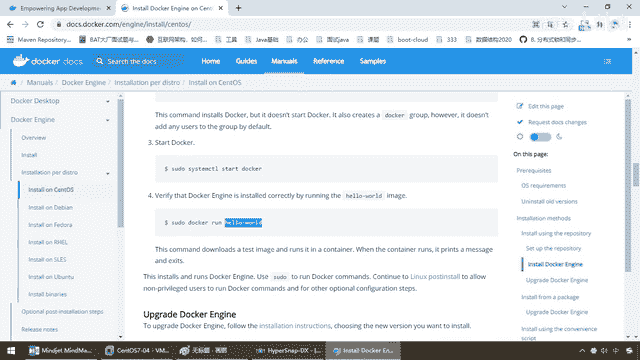 Empowering App Developme
Install Docker Engine on CentOS
docs.docker.com/engine/install/centos/
Maven Repository...
BAT大厂面试题与...
互联网架构、如何...
工具
Java基础
办公
面试java
课程
boot-cloud
333
数据结构2020
docker docs
Search the docs
Home
Guides
Manuals
Reference
Samples
/ Manuals / Docker Engine / Installation per distro / Install on CentOS
Docker Desktop
Docker Engine
Overview
Install
Installation per distro
Install on CentOS
Install on Debian
Install on Fedora
Install on RHEL
Install on SLES
Install on Ubuntu
Install binaries
Optional post-installation steps
Release notes
This command installs Docker, but it doesn't start Docker. It also creates a docker group, however, it doesn't
add any users to the group by default.
3. Start Docker.
$ sudo systemctl start docker
4. Verify that Docker Engine is installed correctly by running the hello-world image.
$ sudo docker run hello-world
This command downloads a test image and runs it in a container. When the container runs, it prints a message
and exits.
This installs and runs Docker Engine. Use sudo to run Docker commands. Continue to Linux postinstall to allow
non-privileged users to run Docker commands and for other optional configuration steps.
Upgrade Docker Engine
To upgrade Docker Engine, follow the installation instructions, choosing the new version you want to install.
Edit this page
Request docs changes
On this page:
Prerequisites
OS requirements
Uninstall old versions
Installation methods
Install using the repository
Set up the repository
Install Docker Engine
Upgrade Docker Engine
Install from a package
Upgrade Docker Engine
Install using the convenience
script
Mindjet MindMa...
CentOS7-04 - VM...
无标题 - 画图
HyperSnap-DX - [...
Install Docker En...
中